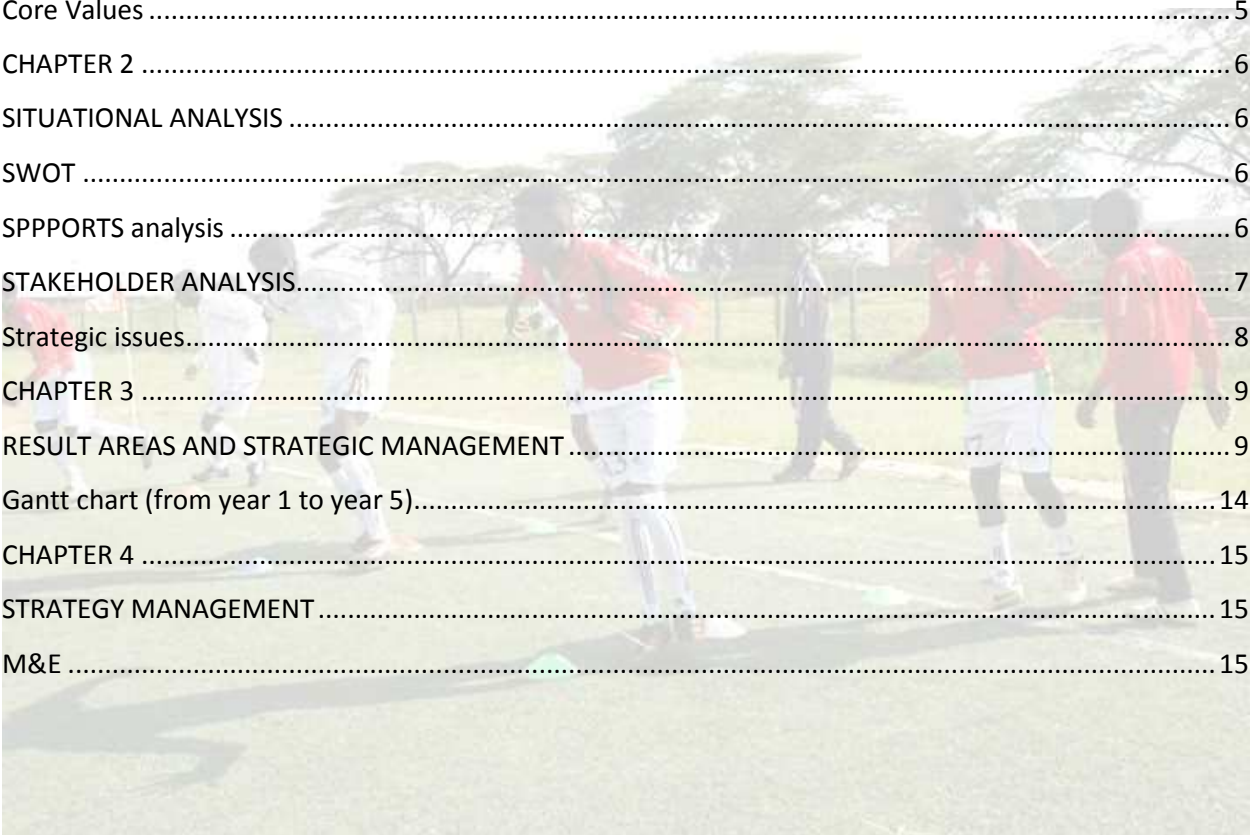 Core Values ..................................................................................................................................... 5
CHAPTER 2 ..................................................................................................................................... 6
SITUATIONAL ANALYSIS ................................................................................................................ 6
SWOT ............................................................................................................................................. 6
SPPPORTS analysis ......................................................................................................................... 6
STAKEHOLDER ANALYSIS............................................................................................................... 7
Strategic issues................................................................................................................................ 8
CHAPTER 3 ..................................................................................................................................... 9
RESULT AREAS AND STRATEGIC MANAGEMENT .......................................................................... 9
Gantt chart (from year 1 to year 5)................................................................................................ 14
CHAPTER 4 ................................................................................................................................... 15
STRATEGY MANAGEMENT .......................................................................................................... 15
M&E ............................................................................................................................................. 15